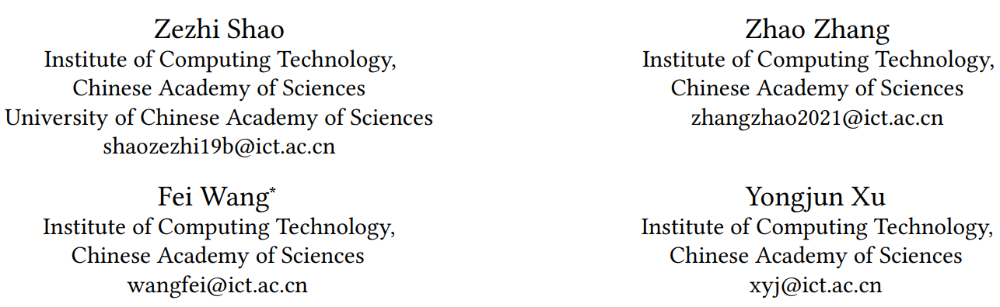 Zezhi Shao
Institute of Computing Technology,
Chinese Academy of Sciences
University of Chinese Academy of Sciences
shaozezhi19b@ict.ac.cn
Zhao Zhang
Institute of Computing Technology,
Chinese Academy of Sciences
zhangzhao2021@ict.ac.cn
Fei Wang*
Institute of Computing Technology,
Chinese Academy of Sciences
wangfei@ict.ac.cn
Yongjun Xu
Institute of Computing Technology,
Chinese Academy of Sciences
xyj@ict.ac.cn